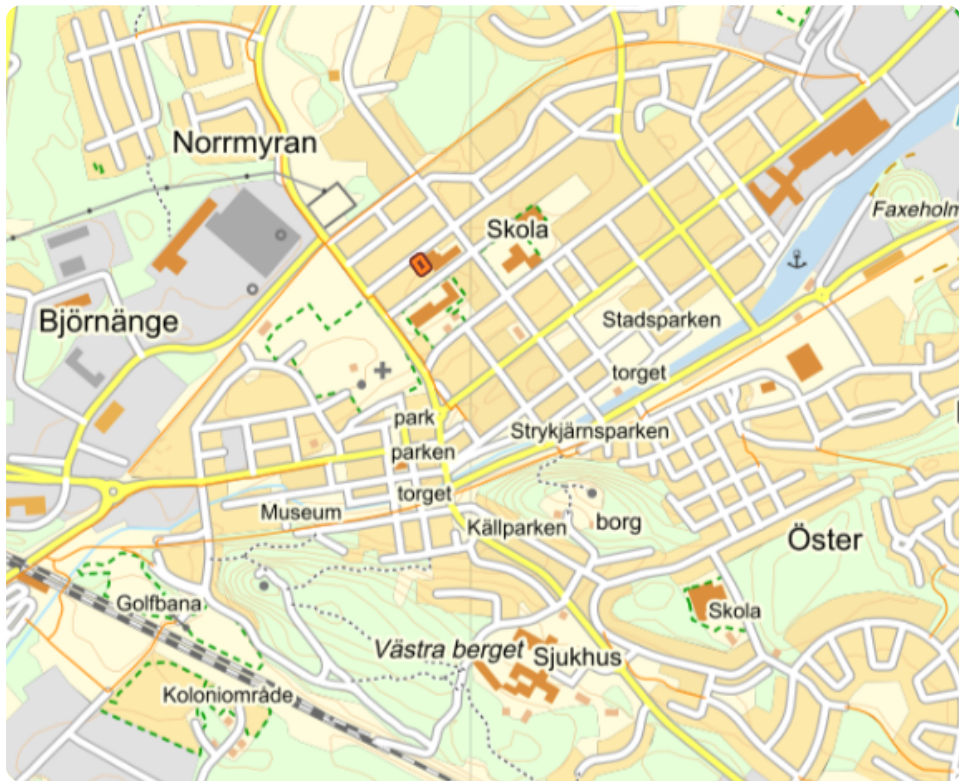 Norrmyran
Skola
Faxeholm
Björnänge
Stadsparken
torget
park
Strykjärnsparken
parken
torget
Museum
Källparken
borg
Öster
Golfbana
Skola
Västra berget
Sjukhus
Koloniområde